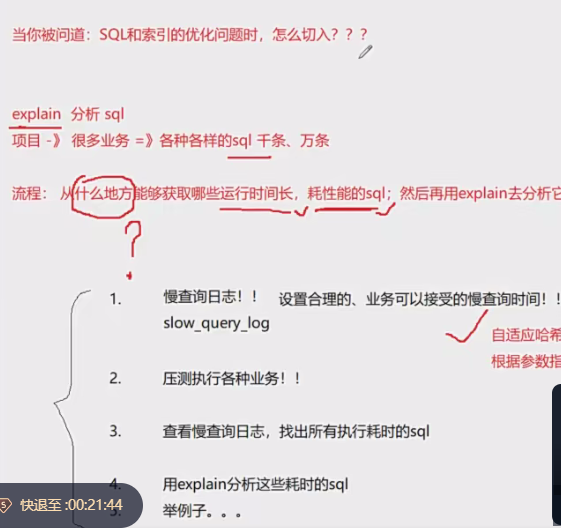 当你被问道：SQL和索引的优化问题时，怎么切入？？？
explain 分析 sql
项目 -》 很多业务 =》各种各样的sql 千条、万条
流程： 从什么地方能够获取哪些运行时间长，耗性能的sql；然后再用explain去分析它
?
1. 慢查询日志！！ 设置合理的、业务可以接受的慢查询时间！！
slow_query_log
自适应哈希
根据参数指
2. 压测执行各种业务！！
3. 查看慢查询日志，找出所有执行耗时的sql
4. 用explain分析这些耗时的sql
举例子。。。
快退至 :00:21:44